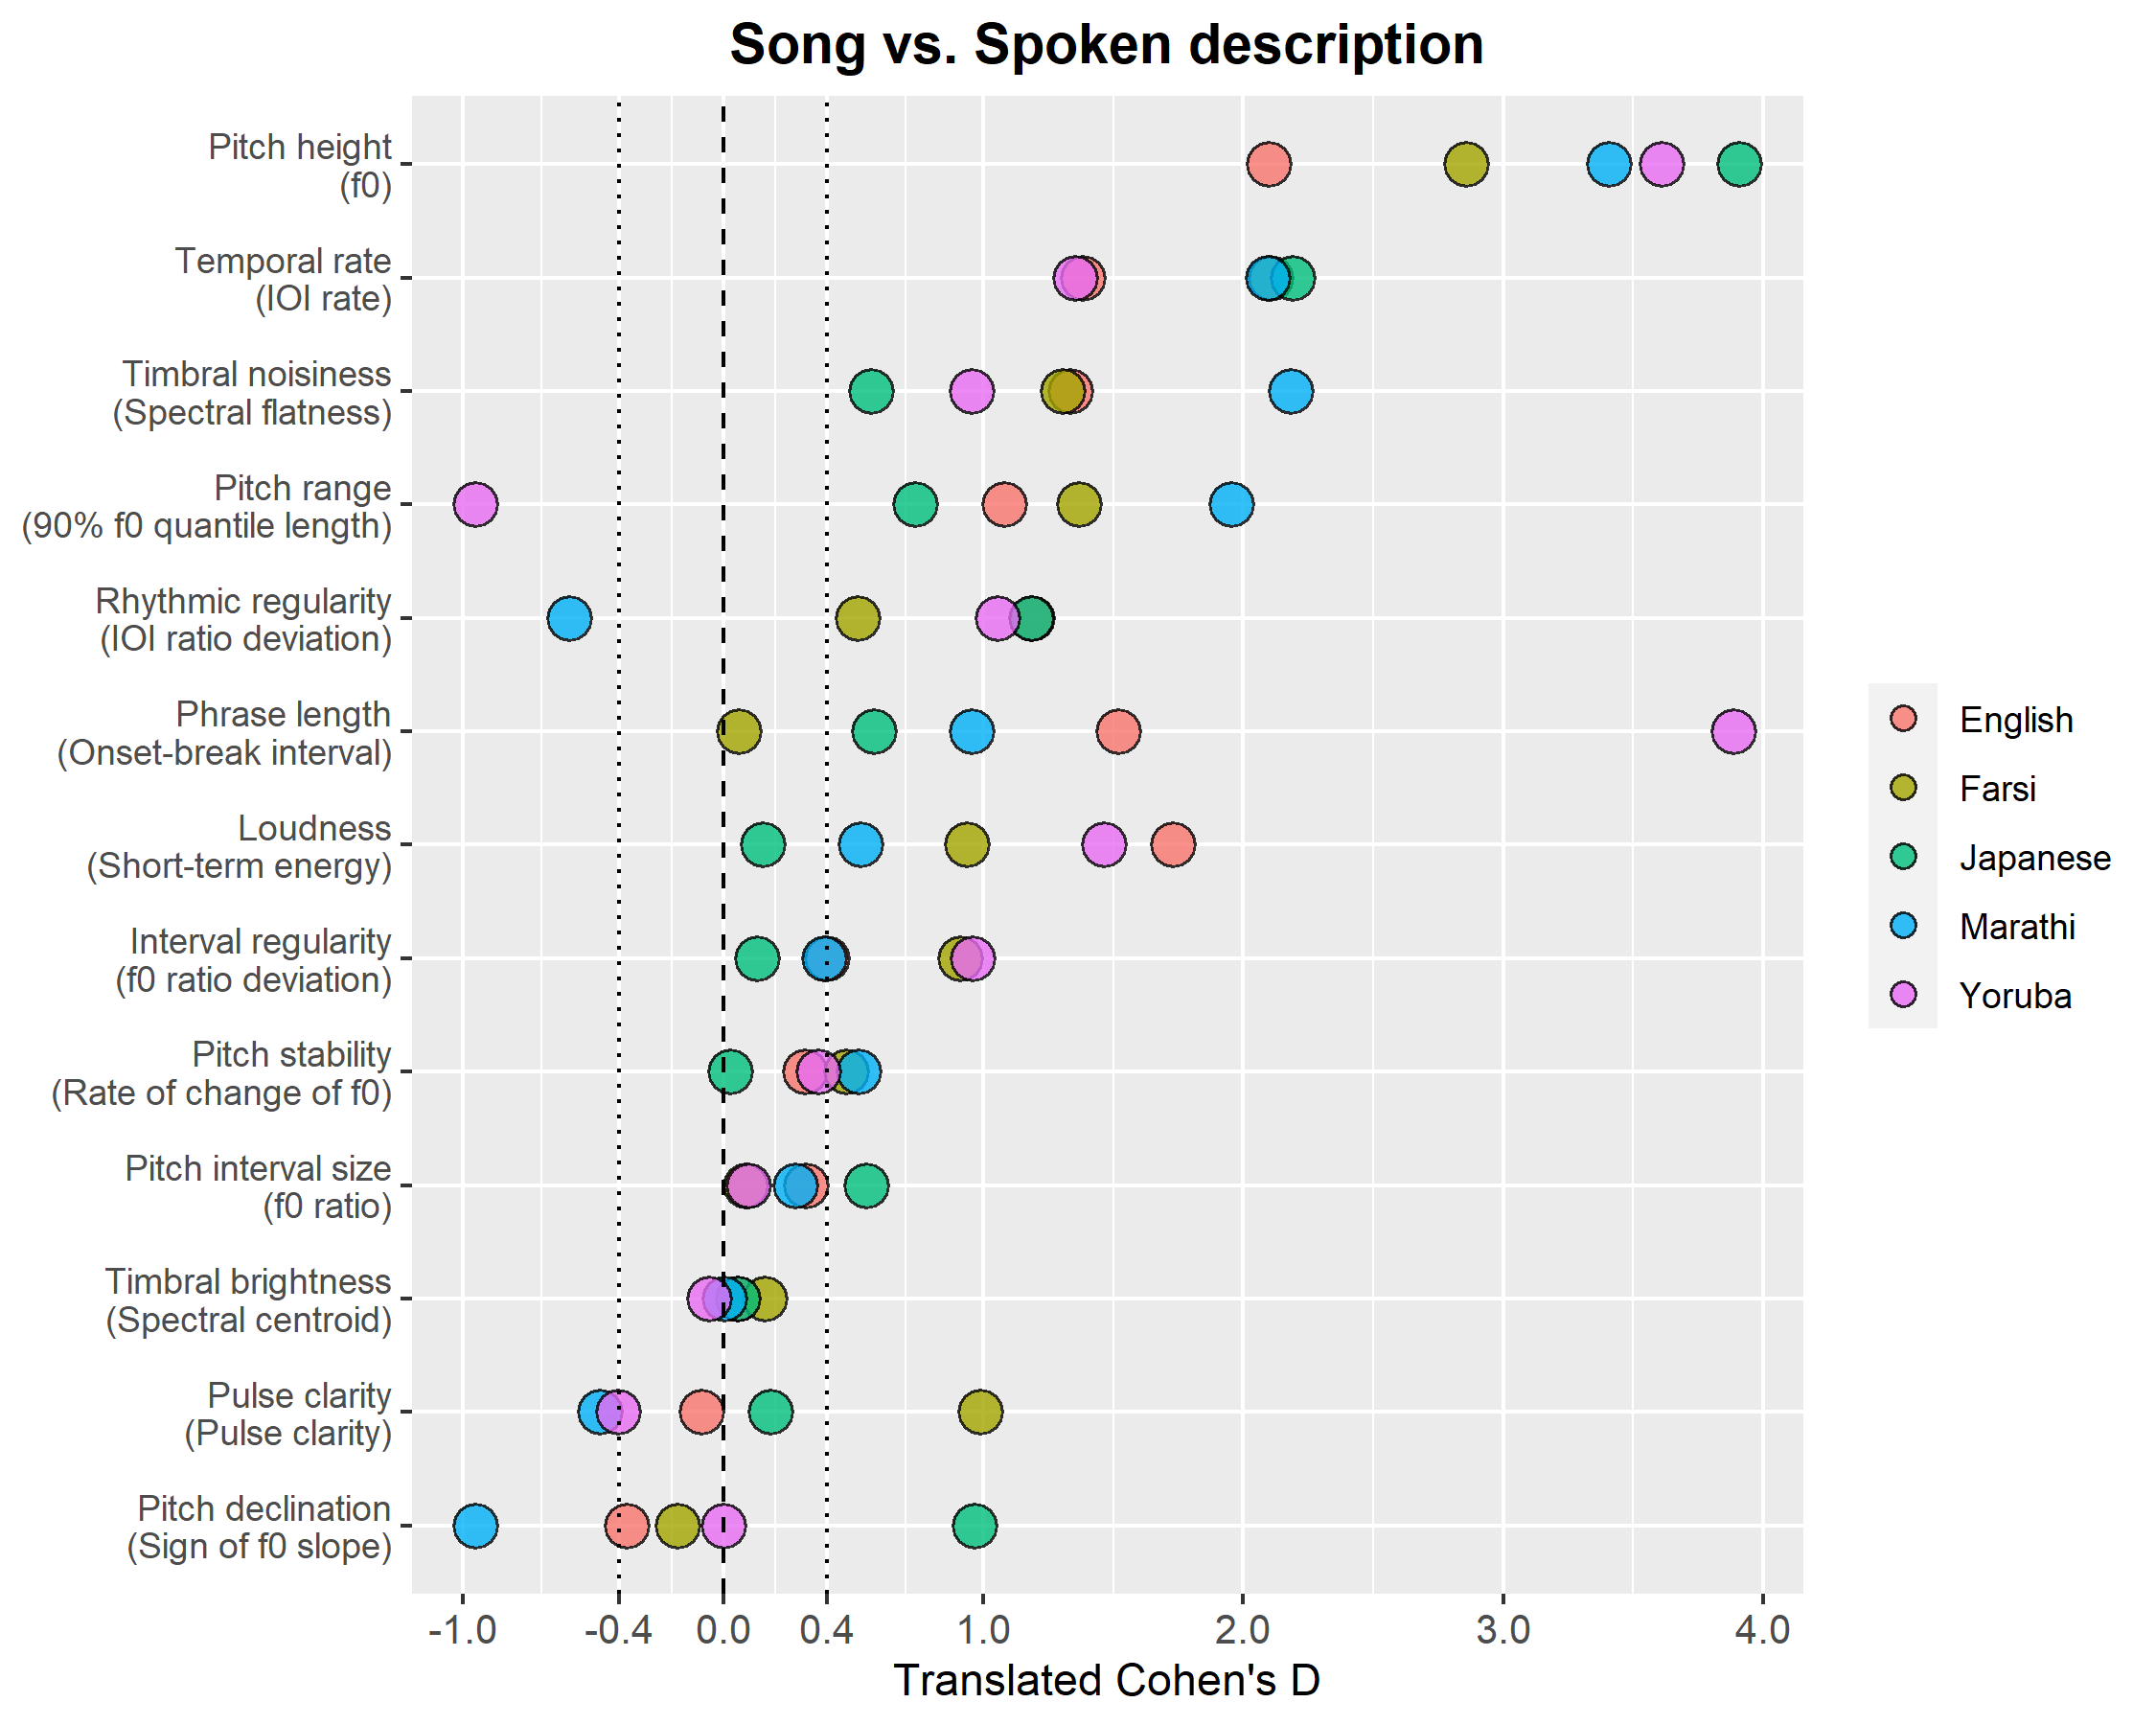 Song vs. Spoken description
Pitch height
(f0)
Temporal rate
(IOI rate)
Timbral noisiness
(Spectral flatness)
Pitch range
(90% f0 quantile length)
Rhythmic regularity
(IOI ratio deviation)
Phrase length
(Onset-break interval)
Loudness
(Short-term energy)
Interval regularity
(f0 ratio deviation)
Pitch stability
(Rate of change of f0)
Pitch interval size
(f0 ratio)
Timbral brightness
(Spectral centroid)
Pulse clarity
(Pulse clarity)
Pitch declination
(Sign of f0 slope)
-1.0 -0.4 0.0 0.4 1.0 2.0 3.0 4.0
Translated Cohen's D
English
Farsi
Japanese
Marathi
Yoruba